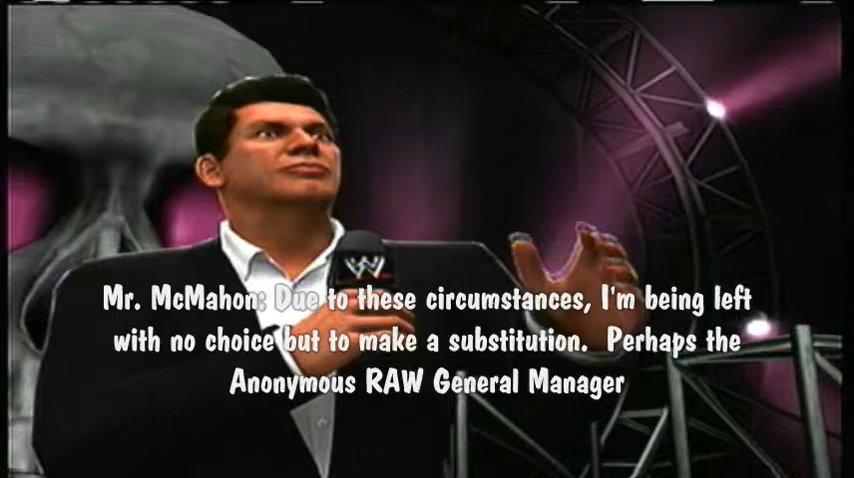 W
Mr. McMahon: Due to these circumstances, I'm being left
with no choice but to make a substitution.  Perhaps the
Anonymous RAW General Manager